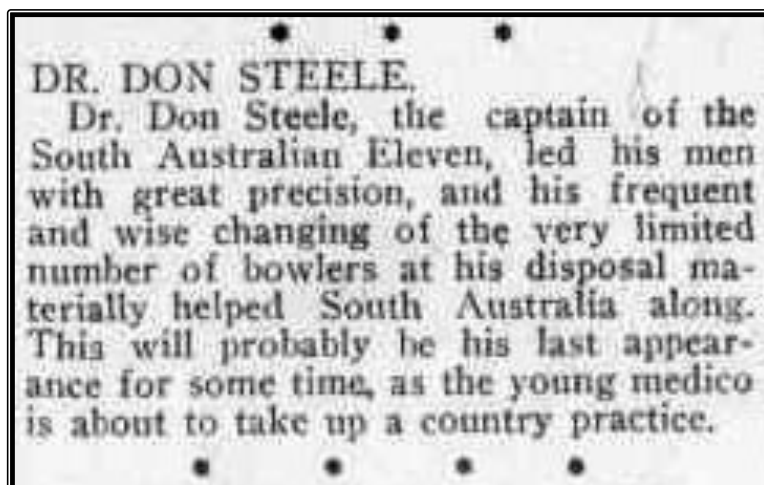 DR. DON STEELE.
Dr. Don Steele, the captain of the
South Australian Eleven, led his men
with great precision, and his frequent
and wise changing of the very limited
number of bowlers at his disposal ma-
terially helped South Australia along.
This will probably be his last appear-
ance for some time, as the young medico
is about to take up a country practice.